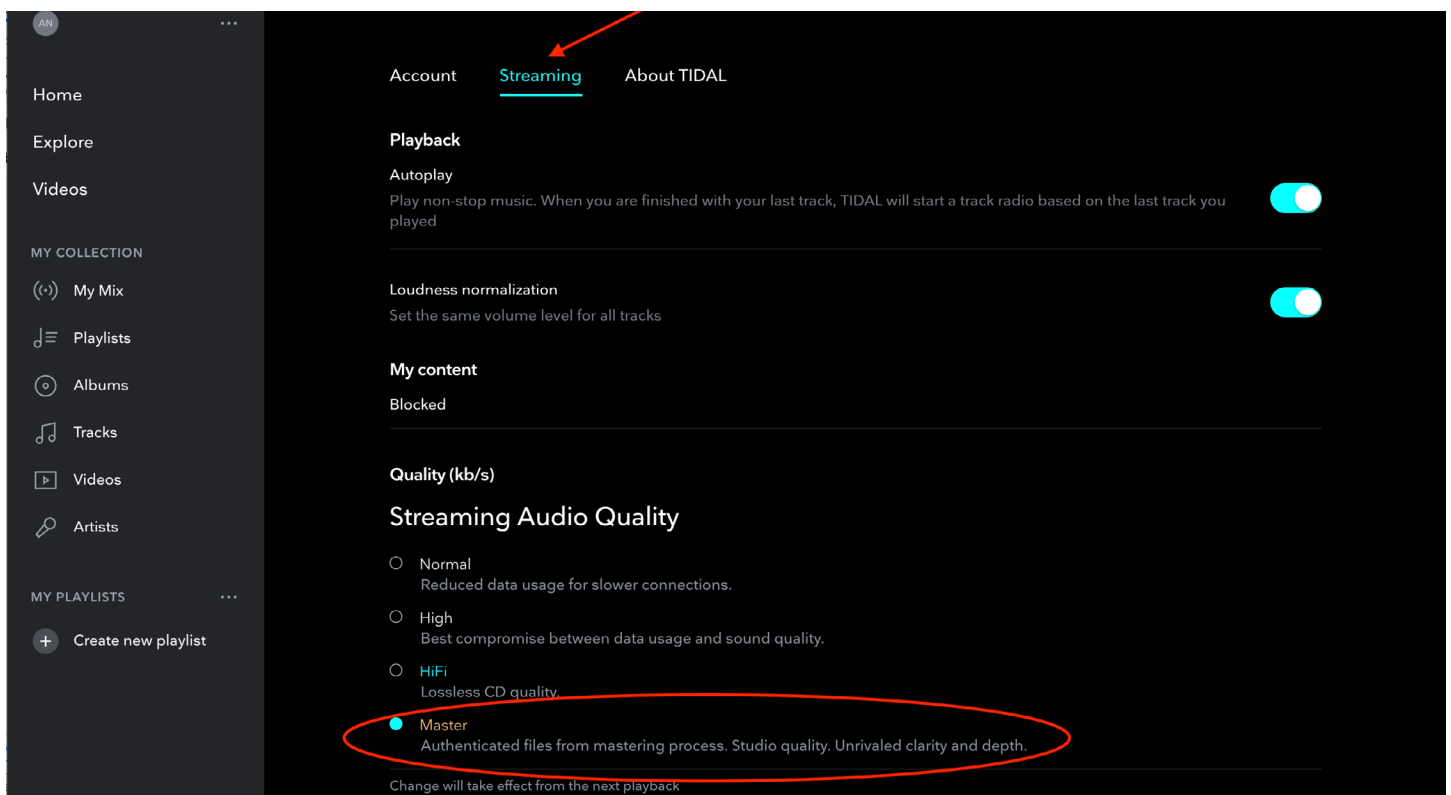 AN
Home
Explore
Videos
MY COLLECTION
My Mix
Playlists
Albums
Tracks
Videos
Artists
MY PLAYLISTS
Create new playlist
Account Streaming About TIDAL
Playback
Autoplay
Play non-stop music. When you are finished with your last track, TIDAL will start a track radio based on the last track you
played
Loudness normalization
Set the same volume level for all tracks
My content
Blocked
Quality (kb/s)
Streaming Audio Quality
Normal
Reduced data usage for slower connections.
High
Best compromise between data usage and sound quality.
HiFi
Lossless CD quality.
Master
Authenticated files from mastering process. Studio quality. Unrivaled clarity and depth.
Change will take effect from the next playback